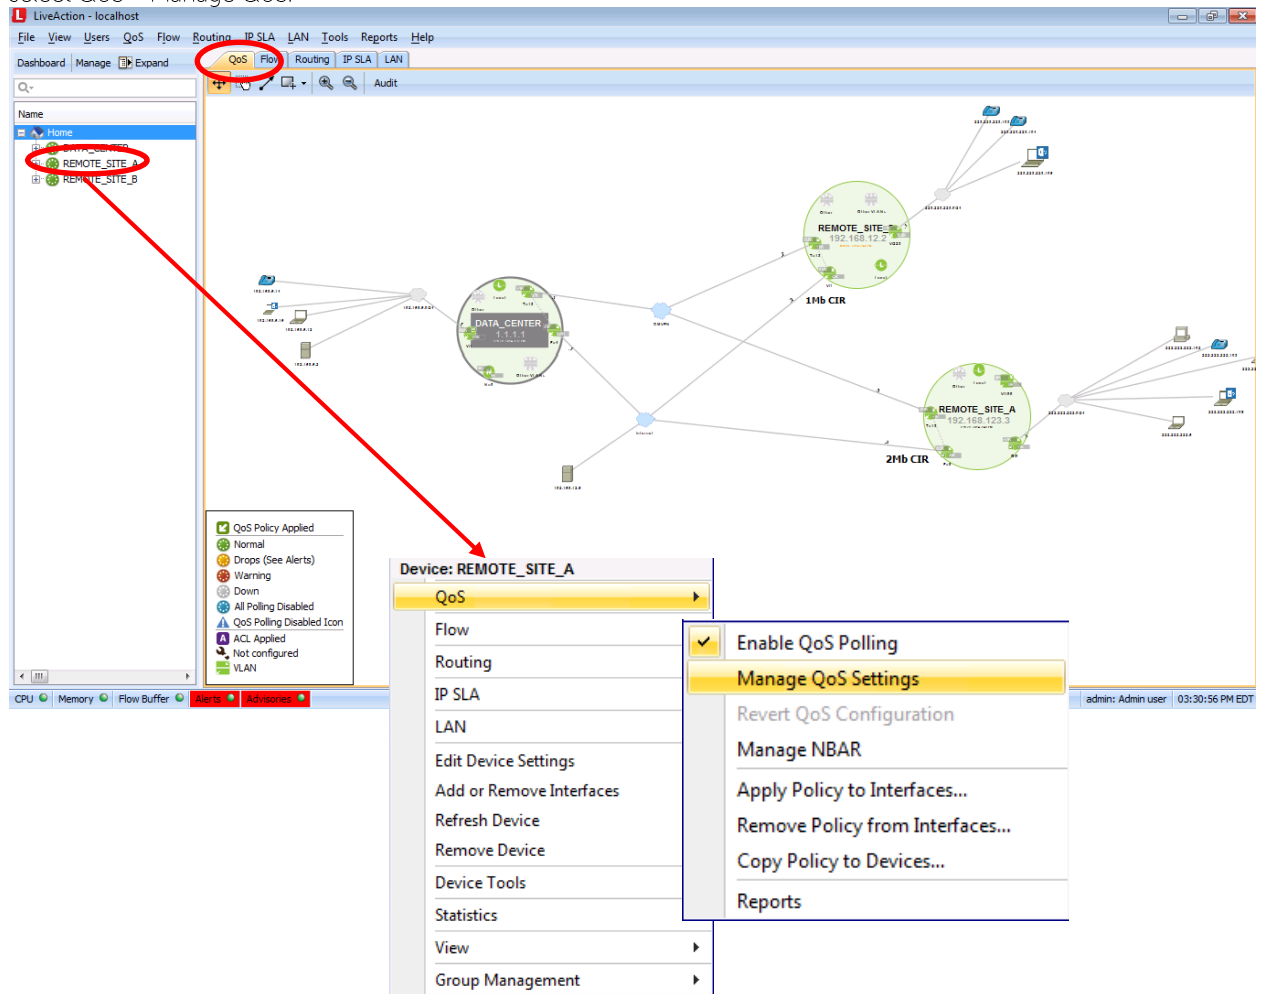 LiveAction - localhost
File View Users QoS Flow Routing IP SLA LAN Tools Reports Help
Dashboard Manage Expand
QoS Flow Routing IP SLA LAN
Audit
Name
Home
DATA_CENTER
REMOTE_SITE_A
REMOTE_SITE_B
REMOTE_SITE_
192.168.12.2
1Mb CIR
DATA_CENTER
1.1.1.1
REMOTE_SITE_A
192.168.123.3
2Mb CIR
QoS Policy Applied
Normal
Drops (See Alerts)
Warning
Down
All Polling Disabled
QoS Polling Disabled Icon
ACL Applied
Not configured
VLAN
CPU Memory Flow Buffer Alerts Advisories
admin: Admin user 03:30:56 PM EDT
Device: REMOTE_SITE_A
QoS
Flow
Routing
IP SLA
LAN
Edit Device Settings
Add or Remove Interfaces
Refresh Device
Remove Device
Device Tools
Statistics
View
Group Management
Enable QoS Polling
Manage QoS Settings
Revert QoS Configuration
Manage NBAR
Apply Policy to Interfaces...
Remove Policy from Interfaces...
Copy Policy to Devices...
Reports